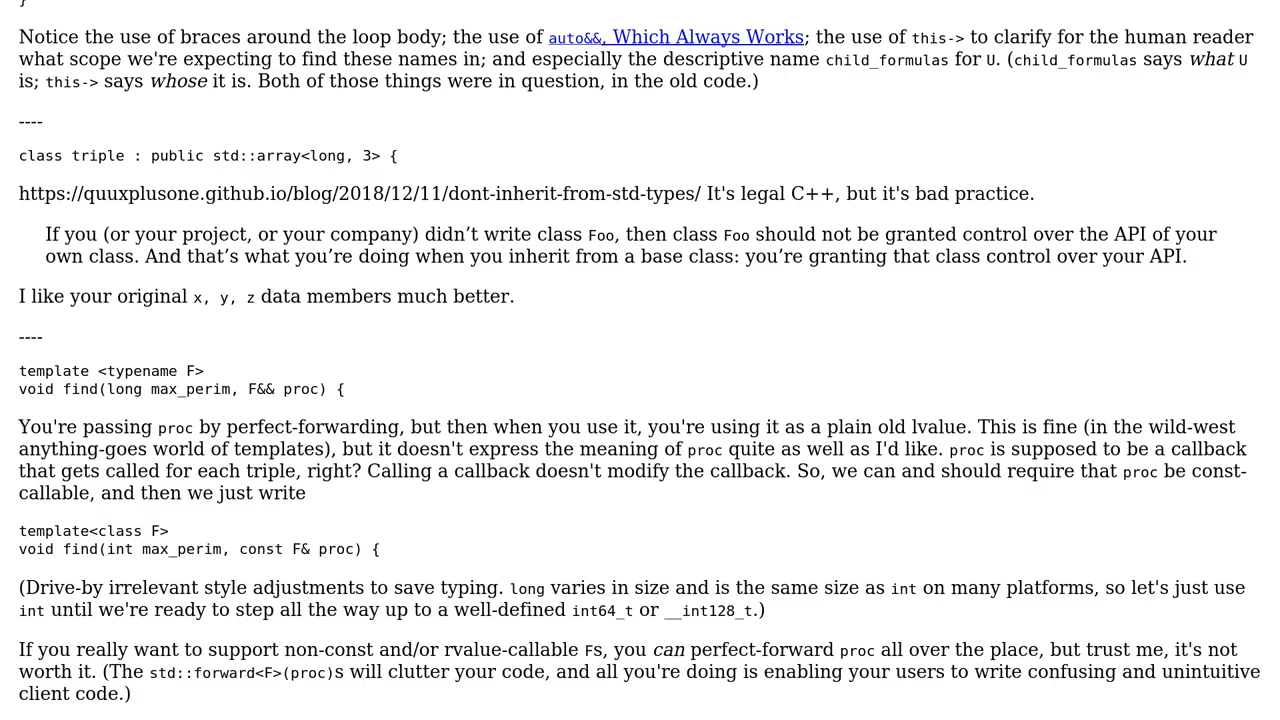 }
Notice the use of braces around the loop body; the use of auto&&, Which Always Works; the use of this-> to clarify for the human reader
what scope we're expecting to find these names in; and especially the descriptive name child_formulas for U. (child_formulas says what U
is; this-> says whose it is. Both of those things were in question, in the old code.)
----
class triple : public std::array<long, 3> {
https://quuxplusone.github.io/blog/2018/12/11/dont-inherit-from-std-types/ It's legal C++, but it's bad practice.
If you (or your project, or your company) didn’t write class Foo, then class Foo should not be granted control over the API of your
own class. And that’s what you’re doing when you inherit from a base class: you’re granting that class control over your API.
I like your original x, y, z data members much better.
----
template <typename F>
void find(long max_perim, F&& proc) {
You're passing proc by perfect-forwarding, but then when you use it, you're using it as a plain old lvalue. This is fine (in the wild-west
anything-goes world of templates), but it doesn't express the meaning of proc quite as well as I'd like. proc is supposed to be a callback
that gets called for each triple, right? Calling a callback doesn't modify the callback. So, we can and should require that proc be const-
callable, and then we just write
template<class F>
void find(int max_perim, const F& proc) {
(Drive-by irrelevant style adjustments to save typing. long varies in size and is the same size as int on many platforms, so let's just use
int until we're ready to step all the way up to a well-defined int64_t or __int128_t.)
If you really want to support non-const and/or rvalue-callable Fs, you can perfect-forward proc all over the place, but trust me, it's not
worth it. (The std::forward<F>(proc)s will clutter your code, and all you're doing is enabling your users to write confusing and unintuitive
client code.)